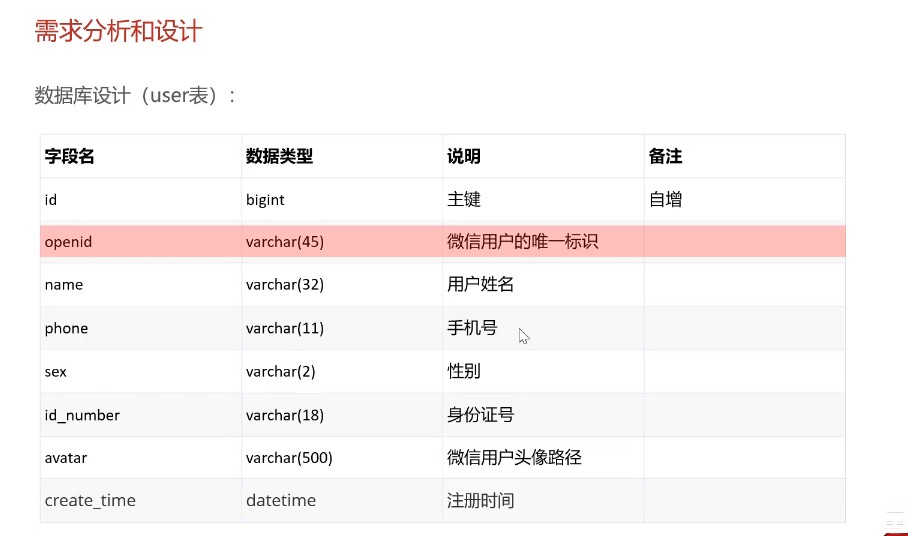 需求分析和设计
数据库设计（user表）：
字段名 数据类型 说明 备注
id bigint 主键 自增
openid varchar(45) 微信用户的唯一标识
name varchar(32) 用户姓名
phone varchar(11) 手机号
sex varchar(2) 性别
id_number varchar(18) 身份证号
avatar varchar(500) 微信用户头像路径
create_time datetime 注册时间